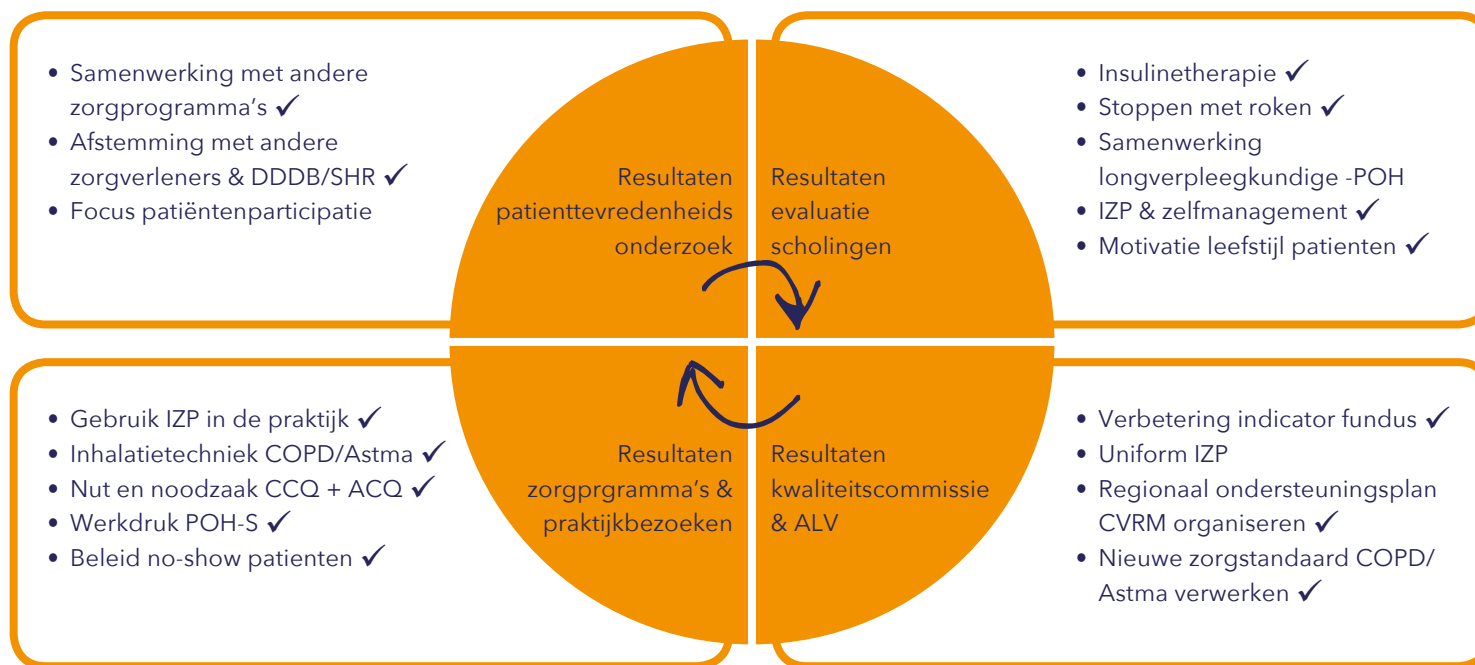 • Samenwerking met andere
zorgprogramma's ✓
• Afstemming met andere
zorgverleners & DDDB/SHR ✓
• Focus patiëntenparticipatie
Resultaten
patienttevredenheids
onderzoek
Resultaten
evaluatie
scholingen
• Insulinetherapie ✓
• Stoppen met roken ✓
• Samenwerking
longverpleegkundige -POH
• IZP & zelfmanagement ✓
• Motivatie leefstijl patienten ✓
• Gebruik IZP in de praktijk ✓
• Inhalatietechniek COPD/Astma ✓
• Nut en noodzaak CCQ + ACQ ✓
• Werkdruk POH-S ✓
• Beleid no-show patienten ✓
Resultaten
zorgprgramma's &
praktijkbezoeken
Resultaten
kwaliteitscommissie
& ALV
• Verbetering indicator fundus ✓
• Uniform IZP
• Regionaal ondersteuningsplan
CVRM organiseren ✓
• Nieuwe zorgstandaard COPD/
Astma verwerken ✓